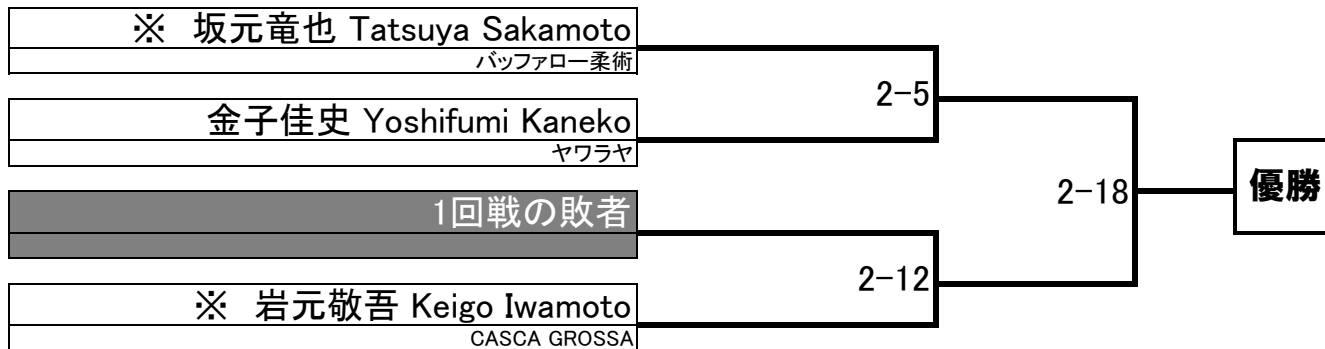 ※ 坂元竜也 Tatsuya Sakamoto
バッファロー柔術
2-5
金子佳史 Yoshifumi Kaneko
ヤワラヤ
2-18
優勝
1回戦の敗者
2-12
※ 岩元敬吾 Keigo Iwamoto
CASCA GROSSA